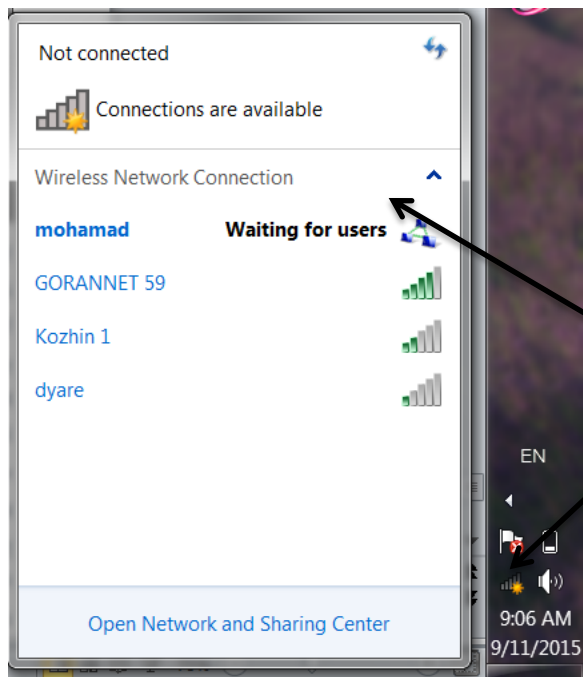 Not connected
Connections are available
Wireless Network Connection
mohamad Waiting for users
GORANNET 59
Kozhin 1
dyare
Open Network and Sharing Center
EN
9:06 AM
9/11/2015